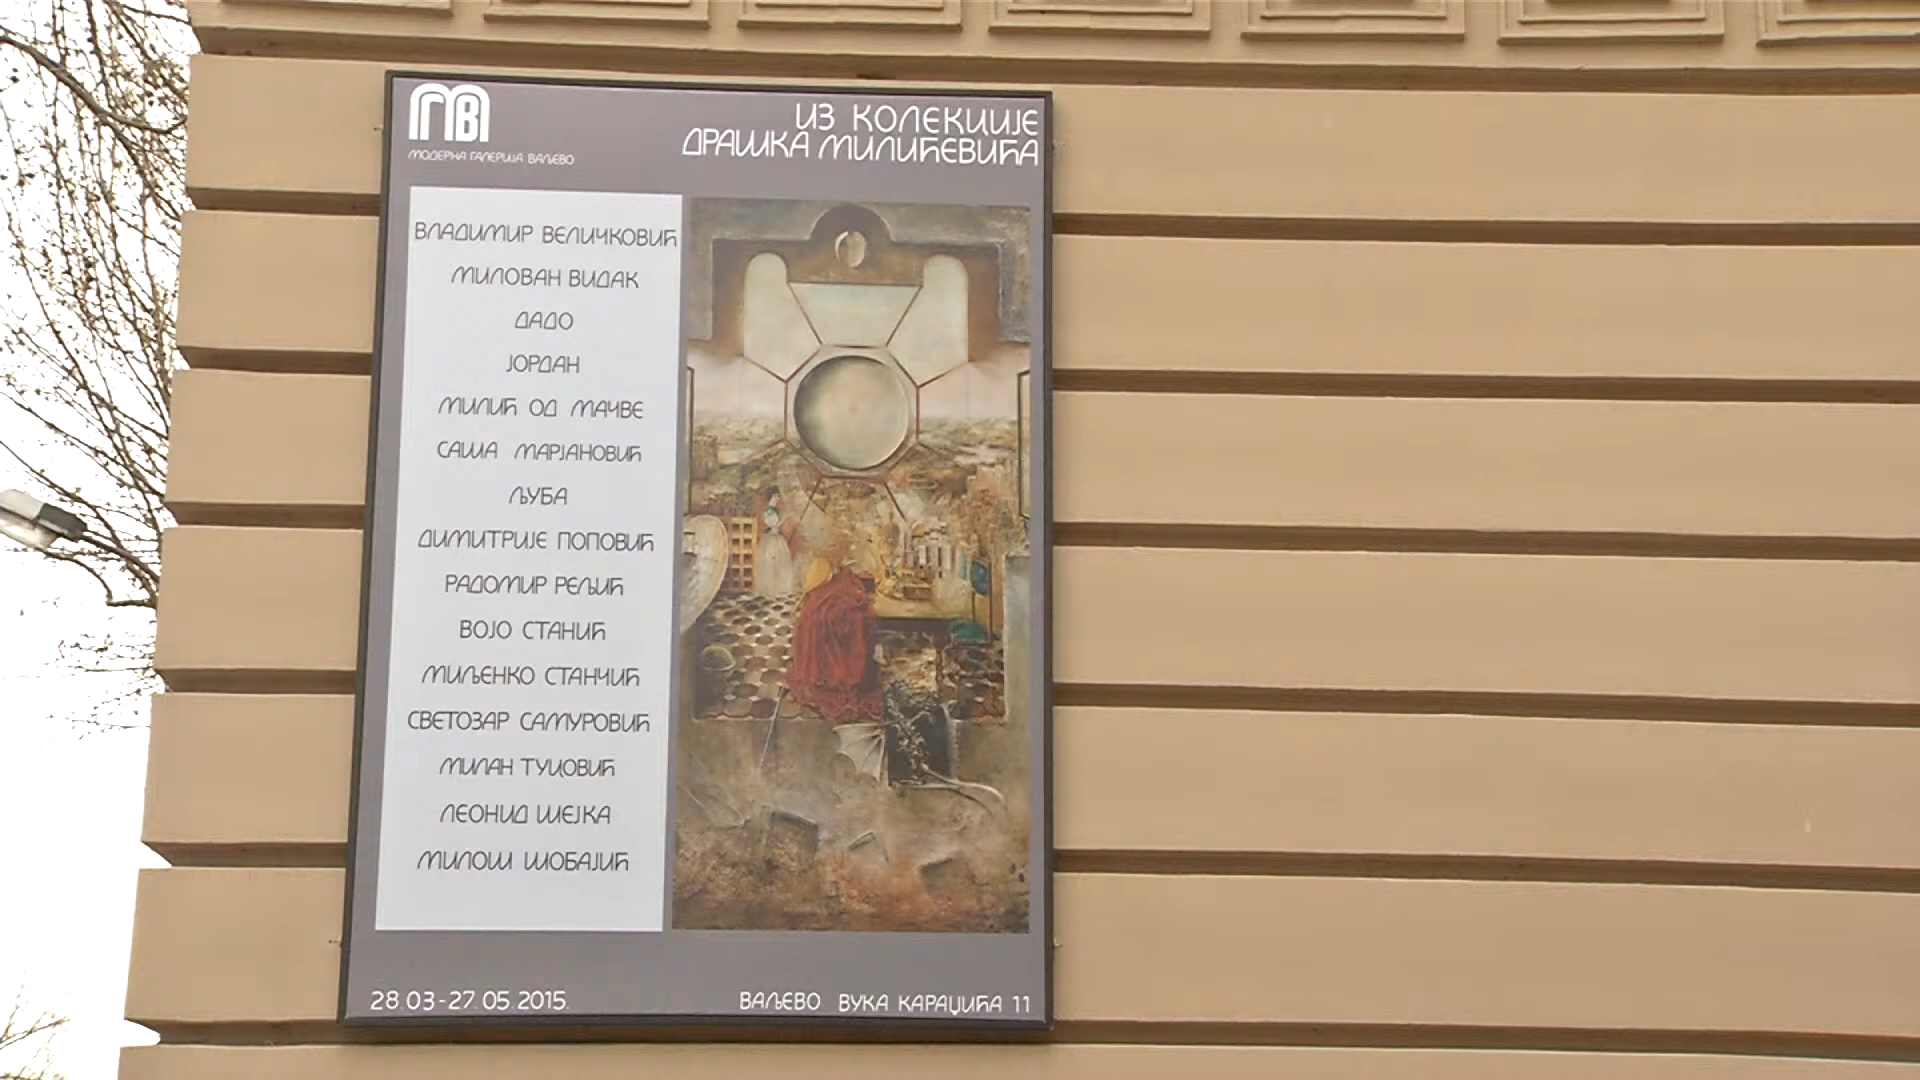 МОДЕРНА ГАЛЕРИЈА ВАЉЕВО
ИЗ КОЛЕКЦИЈЕ
ДРАШКА МИЛИЋЕВИЋА
ВЛАДИМИР ВЕЛИЧКОВИЋ
МИЛОВАН ВИДАК
ДАДО
ЈОРДАН
МИЛИЋ ОД МАЧВЕ
САША МАРЈАНОВИЋ
ЉУБА
ДИМИТРИЈЕ ПОПОВИЋ
РАДОМИР РЕЉИЋ
ВОЈО СТАНИЋ
МИЉЕНКО СТАНЧИЋ
СВЕТОЗАР САМУРОВИЋ
МИЛАН ТУЦОВИЋ
ЛЕОНИД ШЕЈКА
МИЛОШ ШОБАЈИЋ
28.03-27.05.2015.
ВАЉЕВО ВУКА КАРАЏИЋА 11